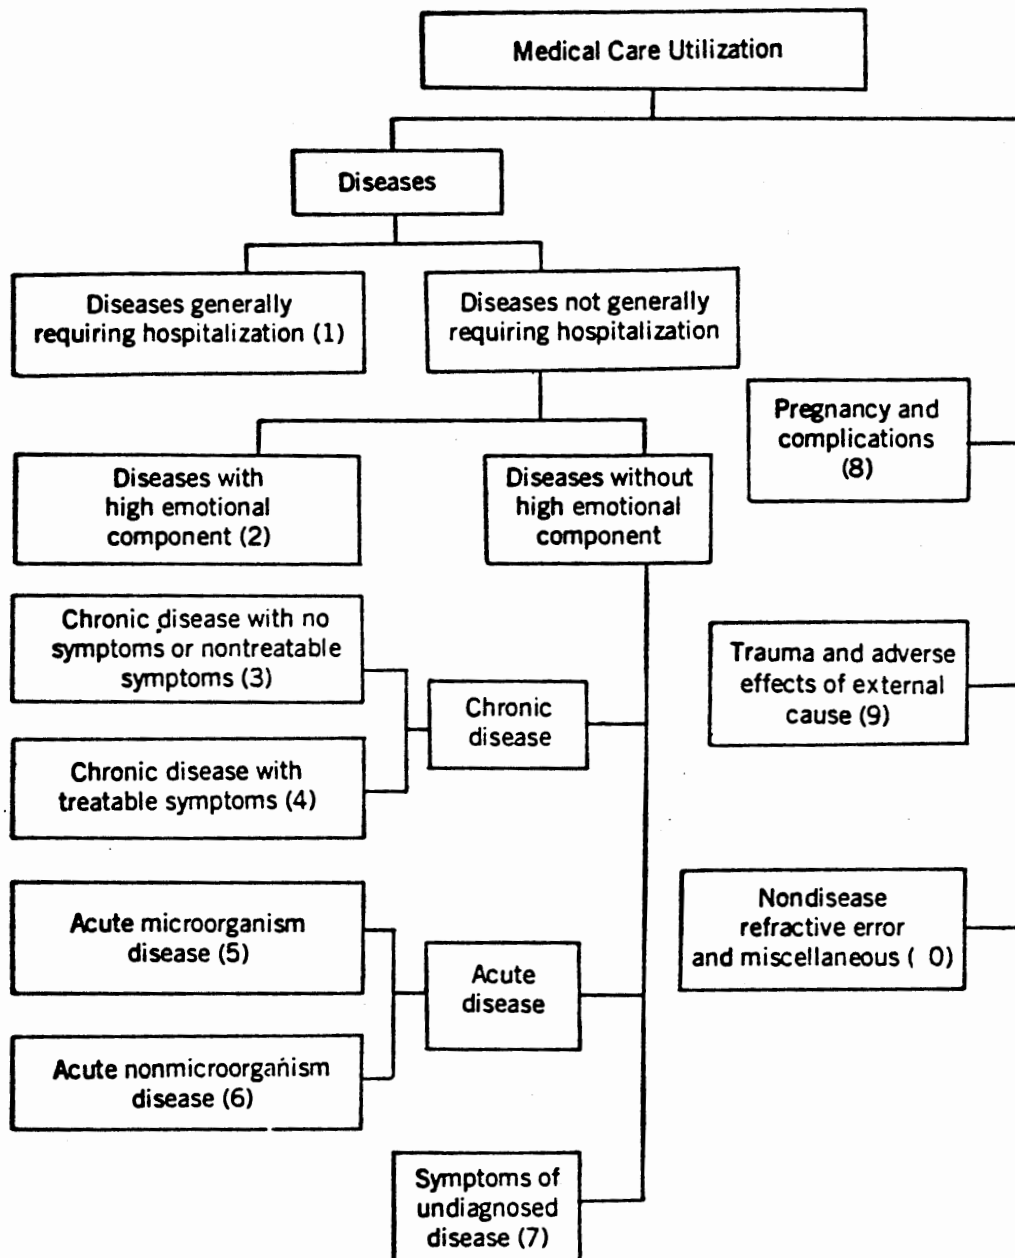 Medical Care Utilization
Diseases
Diseases generally
requiring hospitalization (1)
Diseases not generally
requiring hospitalization
Pregnancy and
complications
(8)
Diseases with
high emotional
component (2)
Diseases without
high emotional
component
Chronic disease with no
symptoms or nontreatable
symptoms (3)
Chronic
disease
Trauma and adverse
effects of external
cause (9)
Chronic disease with
treatable symptoms (4)
Acute microorganism
disease (5)
Acute
disease
Nondisease
refractive error
and miscellaneous ( 0)
Acute nonmicroorganism
disease (6)
Symptoms of
undiagnosed
disease (7)